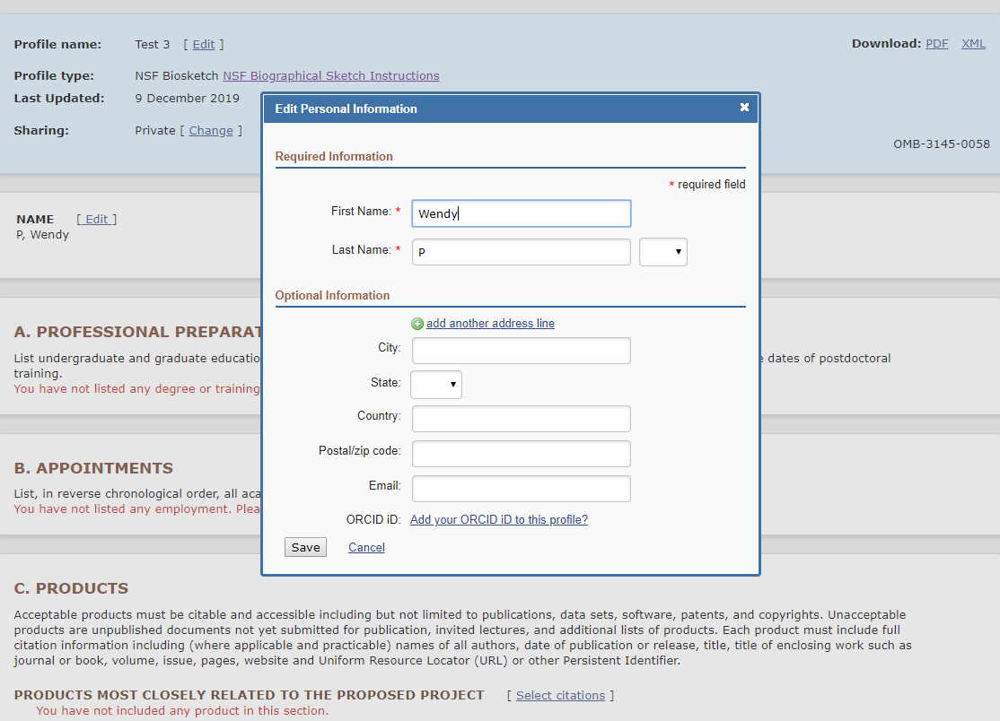 Profile name: Test 3 [ Edit ] Download: PDF XML
Profile type: NSF Biosketch NSF Biographical Sketch Instructions
Last Updated: 9 December 2019
Sharing: Private [ Change ]
OMB-3145-0058
NAME [ Edit ]
P, Wendy
Edit Personal Information
Required Information
* required field
First Name: * Wendy
Last Name: * P
Optional Information
add another address line
City:
State:
Country:
Postal/zip code:
Email:
ORCID iD: Add your ORCID iD to this profile?
Save Cancel
A. PROFESSIONAL PREPARAT
List undergraduate and graduate educatio dates of postdoctoral
training.
You have not listed any degree or training
B. APPOINTMENTS
List, in reverse chronological order, all aca
You have not listed any employment. Plea
C. PRODUCTS
Acceptable products must be citable and accessible including but not limited to publications, data sets, software, patents, and copyrights. Unacceptable
products are unpublished documents not yet submitted for publication, invited lectures, and additional lists of products. Each product must include full
citation information including (where applicable and practicable) names of all authors, date of publication or release, title, title of enclosing work such as
journal or book, volume, issue, pages, website and Uniform Resource Locator (URL) or other Persistent Identifier.
PRODUCTS MOST CLOSELY RELATED TO THE PROPOSED PROJECT [ Select citations ]
You have not included any product in this section.